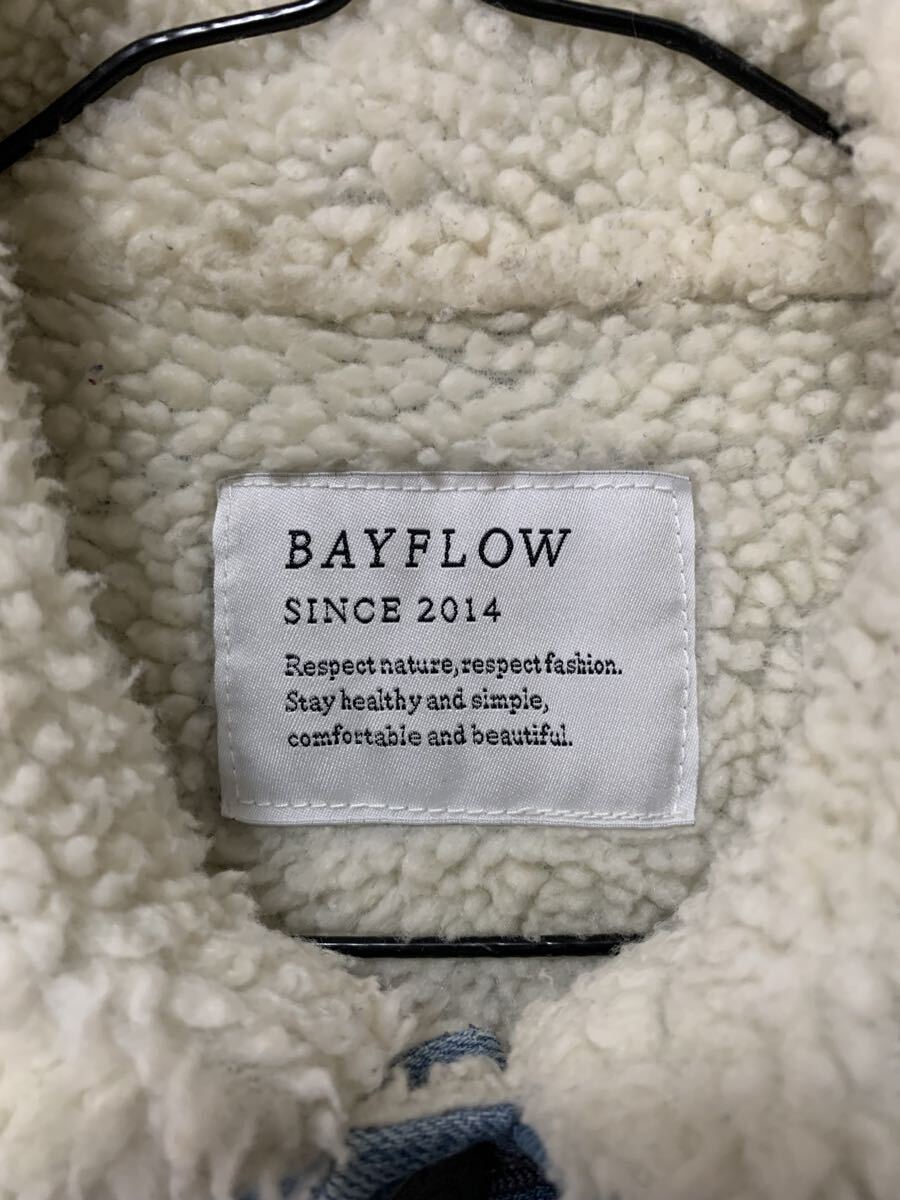 BAYFLOW
SINCE 2014
Respect nature, respect fashion.
Stay healthy and simple,
comfortable and beautiful.